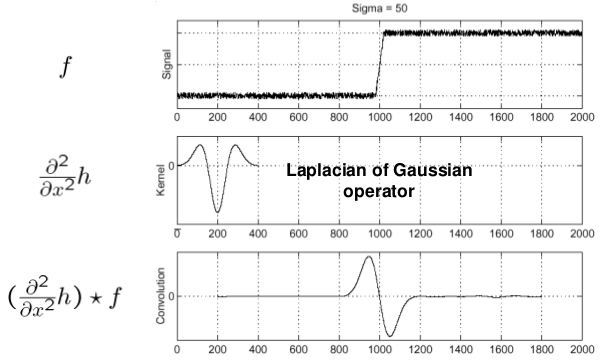 Sigma = 50
f
Signal
0 200 400 600 800 1000 1200 1400 1600 1800 2000
∂²/∂x² h
Kernel
0
Laplacian of Gaussian
operator
0 200 400 600 800 1000 1200 1400 1600 1800 2000
(∂²/∂x² h) ⋆ f
Convolution
0
0 200 400 600 800 1000 1200 1400 1600 1800 2000